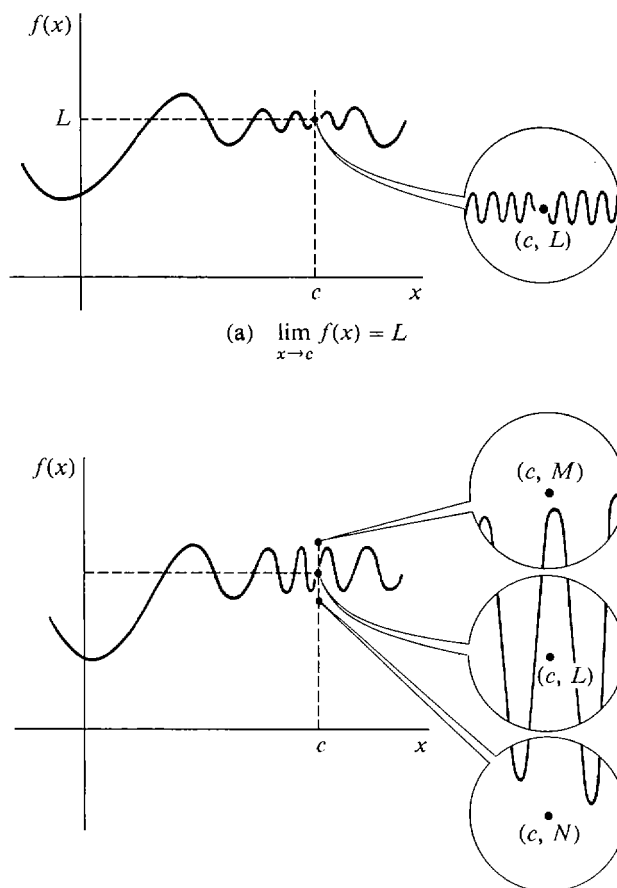 f(x)
L
(c, L)
c
x
(a) lim f(x) = L
x→c
f(x)
(c, M)
(c, L)
c
x
(c, N)